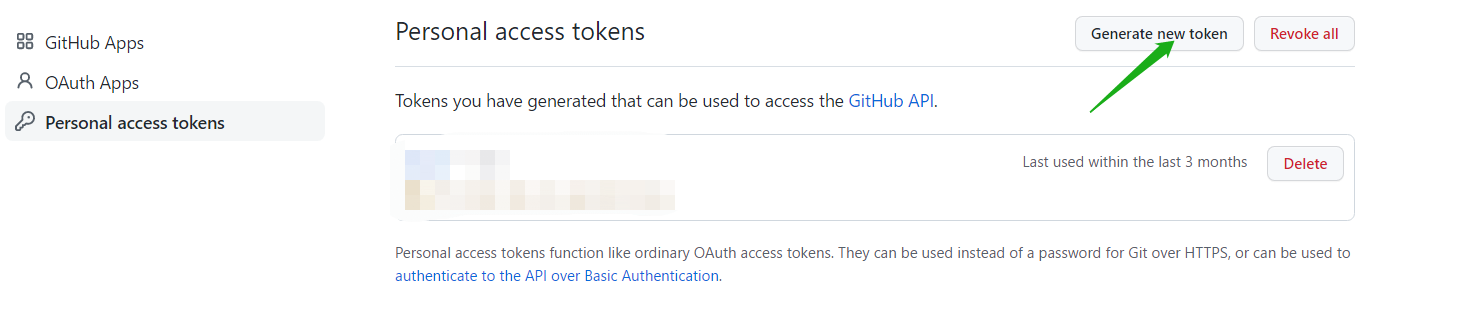 GitHub Apps
OAuth Apps
Personal access tokens
Personal access tokens
Generate new token
Revoke all
Tokens you have generated that can be used to access the GitHub API.
Last used within the last 3 months
Delete
Personal access tokens function like ordinary OAuth access tokens. They can be used instead of a password for Git over HTTPS, or can be used to
authenticate to the API over Basic Authentication.